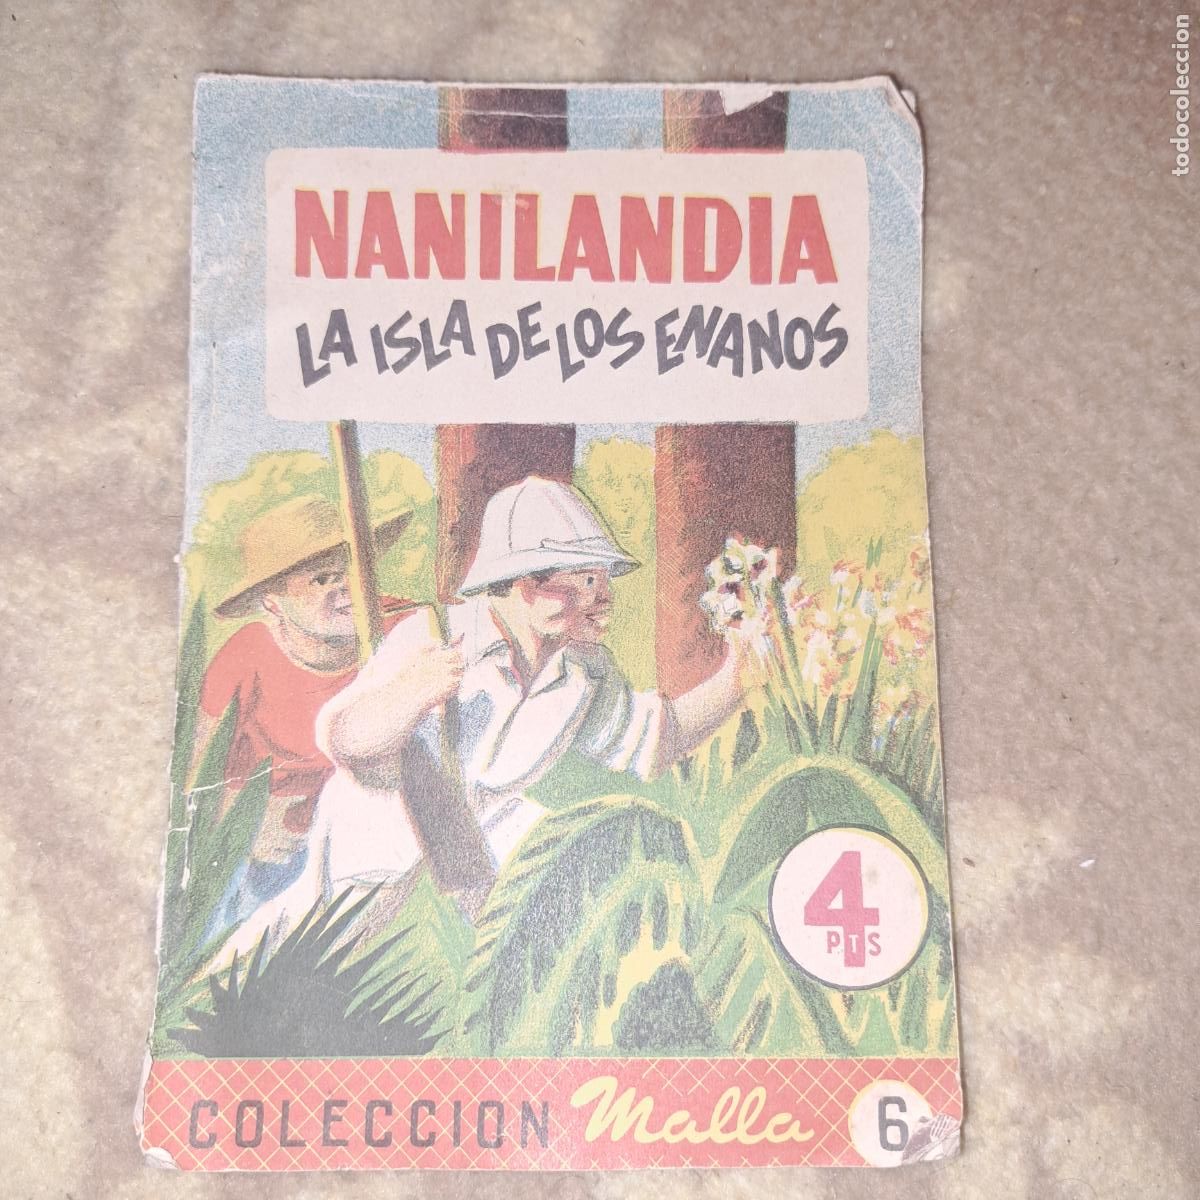 NANILANDIA
LA ISLA DE LOS ENANOS
4
PTS
COLECCION Malla 6
todocoleccion